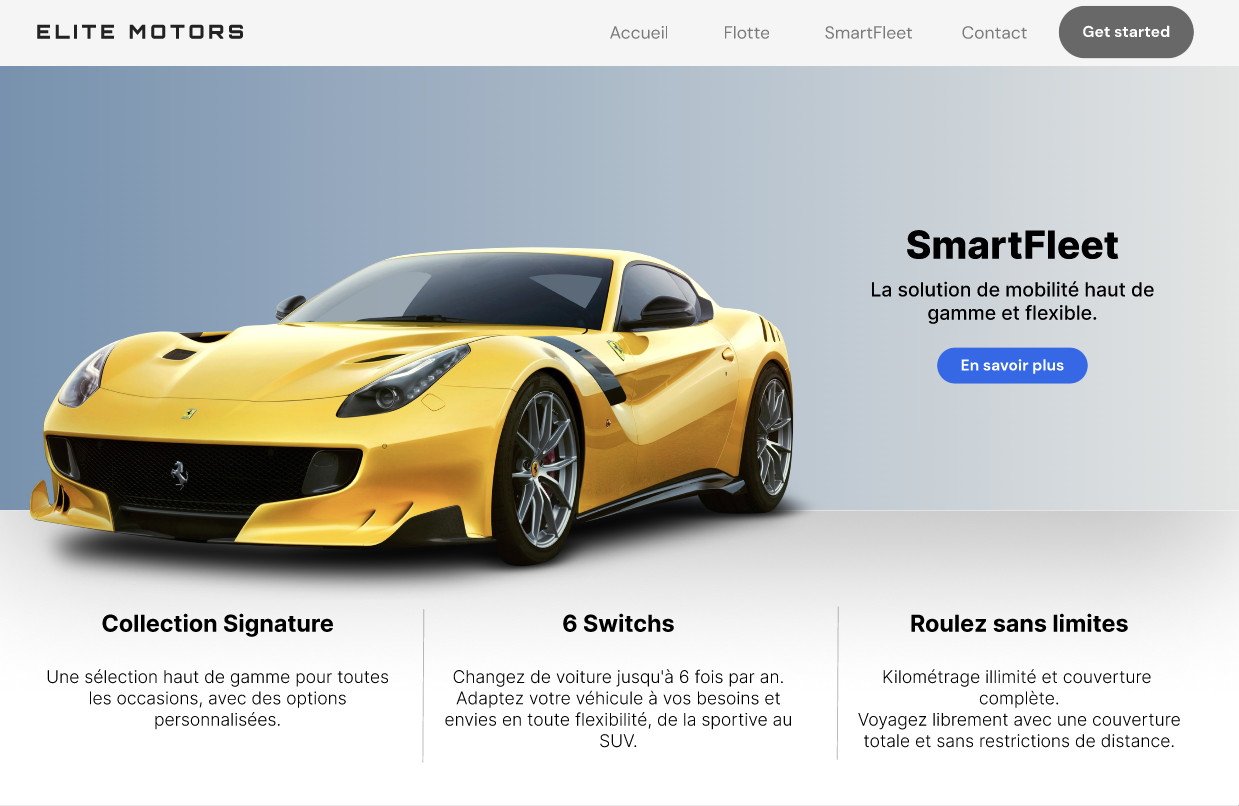 ELITE MOTORS
Accueil
Flotte
SmartFleet
Contact
Get started
SmartFleet
La solution de mobilité haut de
gamme et flexible.
En savoir plus
Collection Signature
Une sélection haut de gamme pour toutes
les occasions, avec des options
personnalisées.
6 Switchs
Changez de voiture jusqu'à 6 fois par an.
Adaptez votre véhicule à vos besoins et
envies en toute flexibilité, de la sportive au
SUV.
Roulez sans limites
Kilométrage illimité et couverture
complète.
Voyagez librement avec une couverture
totale et sans restrictions de distance.